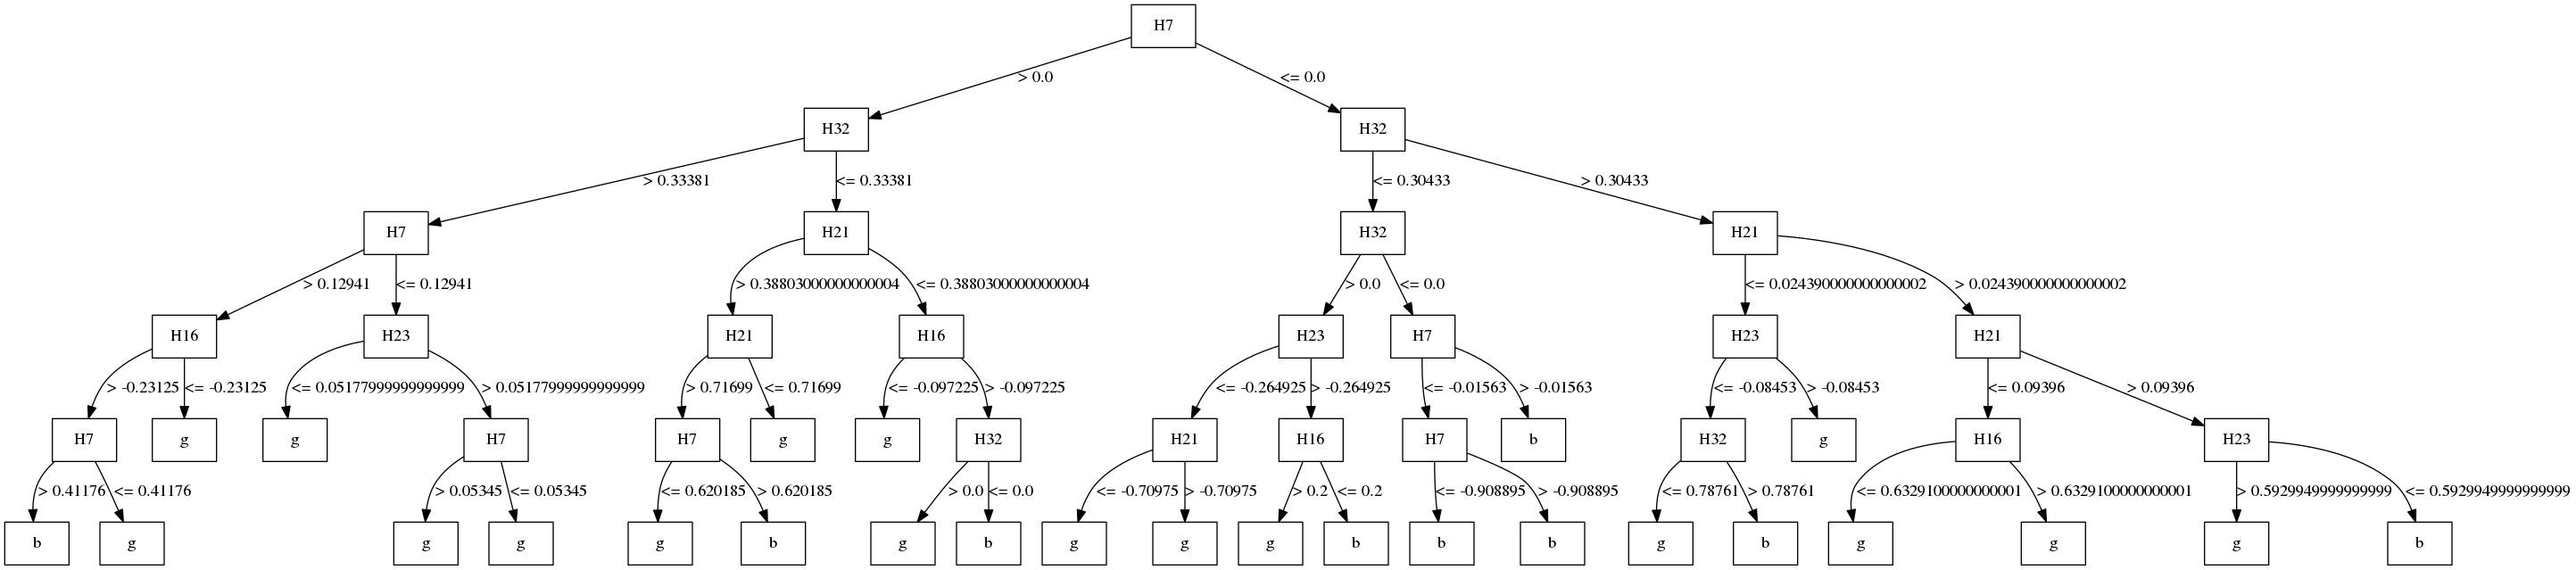 H7
> 0.0
<= 0.0
H32
H32
> 0.33381
<= 0.33381
<= 0.30433
> 0.30433
H7
H21
H32
H21
> 0.12941
<= 0.12941
> 0.38803000000000004
<= 0.38803000000000004
> 0.0
<= 0.0
<= 0.024390000000000002
> 0.024390000000000002
H16
H23
H21
H16
H23
H7
H23
H21
> -0.23125
<= -0.23125
<= 0.05177999999999999
> 0.05177999999999999
> 0.71699
<= 0.71699
<= -0.097225
> -0.097225
<= -0.264925
> -0.264925
<= -0.01563
> -0.01563
<= -0.08453
> -0.08453
<= 0.09396
> 0.09396
H7
g
g
H7
H7
g
g
H32
H21
H16
H7
b
H32
g
H16
H23
> 0.41176
<= 0.41176
> 0.05345
<= 0.05345
<= 0.620185
> 0.620185
> 0.0
<= 0.0
<= -0.70975
> -0.70975
> 0.2
<= 0.2
<= -0.908895
> -0.908895
<= 0.78761
> 0.78761
<= 0.6329100000000001
> 0.6329100000000001
> 0.5929949999999999
<= 0.5929949999999999
b
g
g
g
g
b
g
b
g
g
g
b
b
b
g
b
g
g
g
b